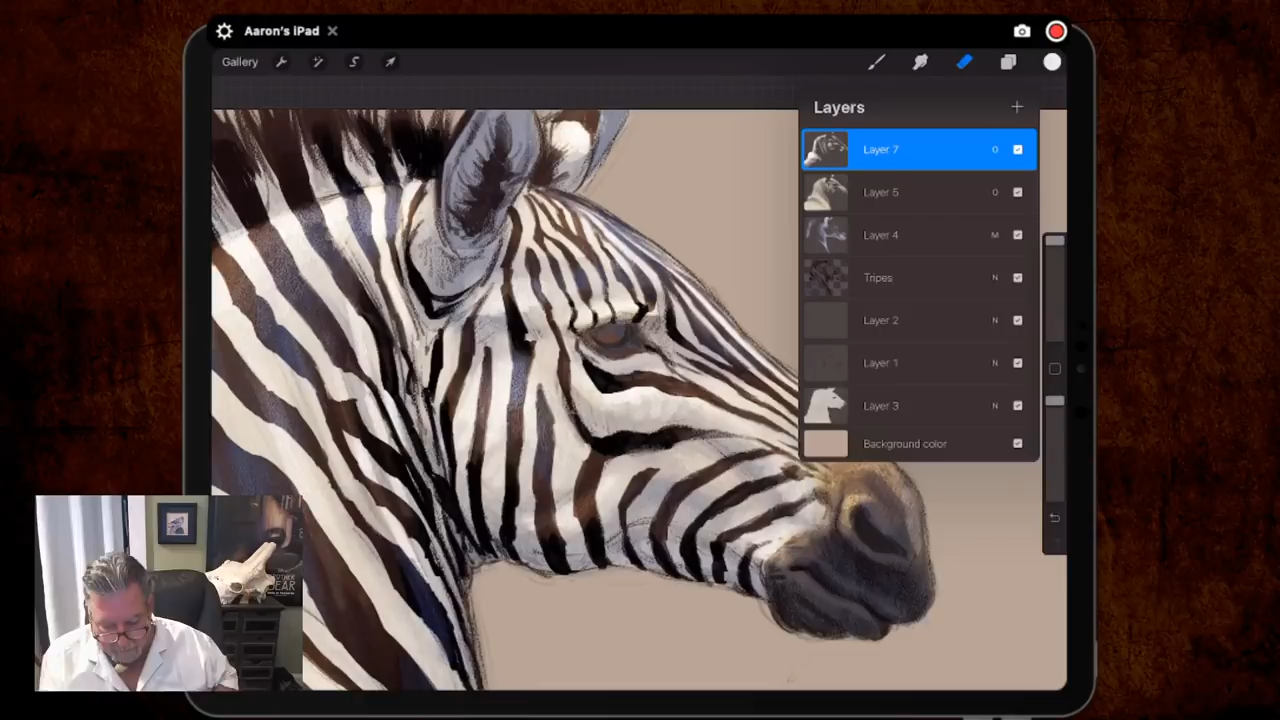 Aaron's iPad
Gallery
Layers
Layer 7 O
Layer 5 O
Layer 4 M
Tripes N
Layer 2 N
Layer 1 N
Layer 3 N
Background color
BEAR